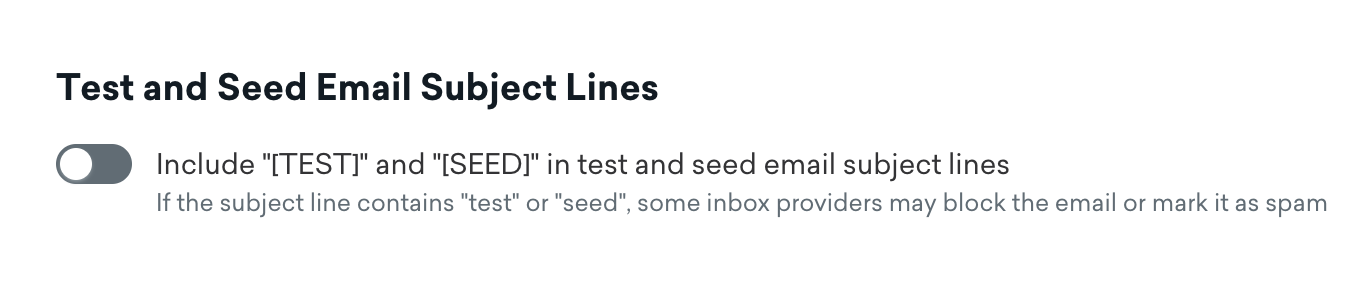 Test and Seed Email Subject Lines
Include "[TEST]" and "[SEED]" in test and seed email subject lines
If the subject line contains "test" or "seed", some inbox providers may block the email or mark it as spam